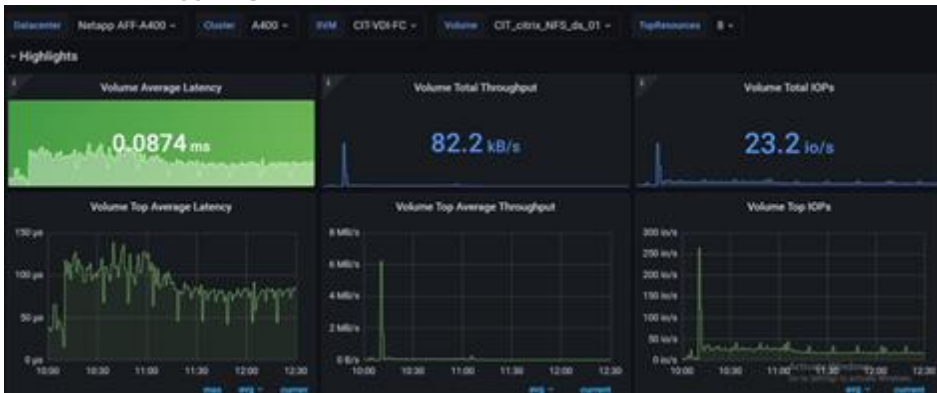 Datacenter Netapp AFF-A400 Cluster A400 SVM CIT-VDI-FC Volume CIT_citrix_NFS_ds_01 TopResources 8
Highlights
Volume Average Latency
Volume Total Throughput
Volume Total IOPs
0.0874 ms
82.2 kB/s
23.2 io/s
Volume Top Average Latency
Volume Top Average Throughput
Volume Top IOPs
150 µs
100 µs
50 µs
0 µs
10:00 10:30 11:00 11:30 12:00 12:30
max avg current
8 MB/s
6 MB/s
4 MB/s
2 MB/s
0 B/s
10:00 10:30 11:00 11:30 12:00 12:30
avg current
300 io/s
250 io/s
200 io/s
150 io/s
100 io/s
50 io/s
0 io/s
10:00 10:30 11:00 11:30 12:00 12:30
avg current
Activate Windows
Go to Settings to activate Windows.